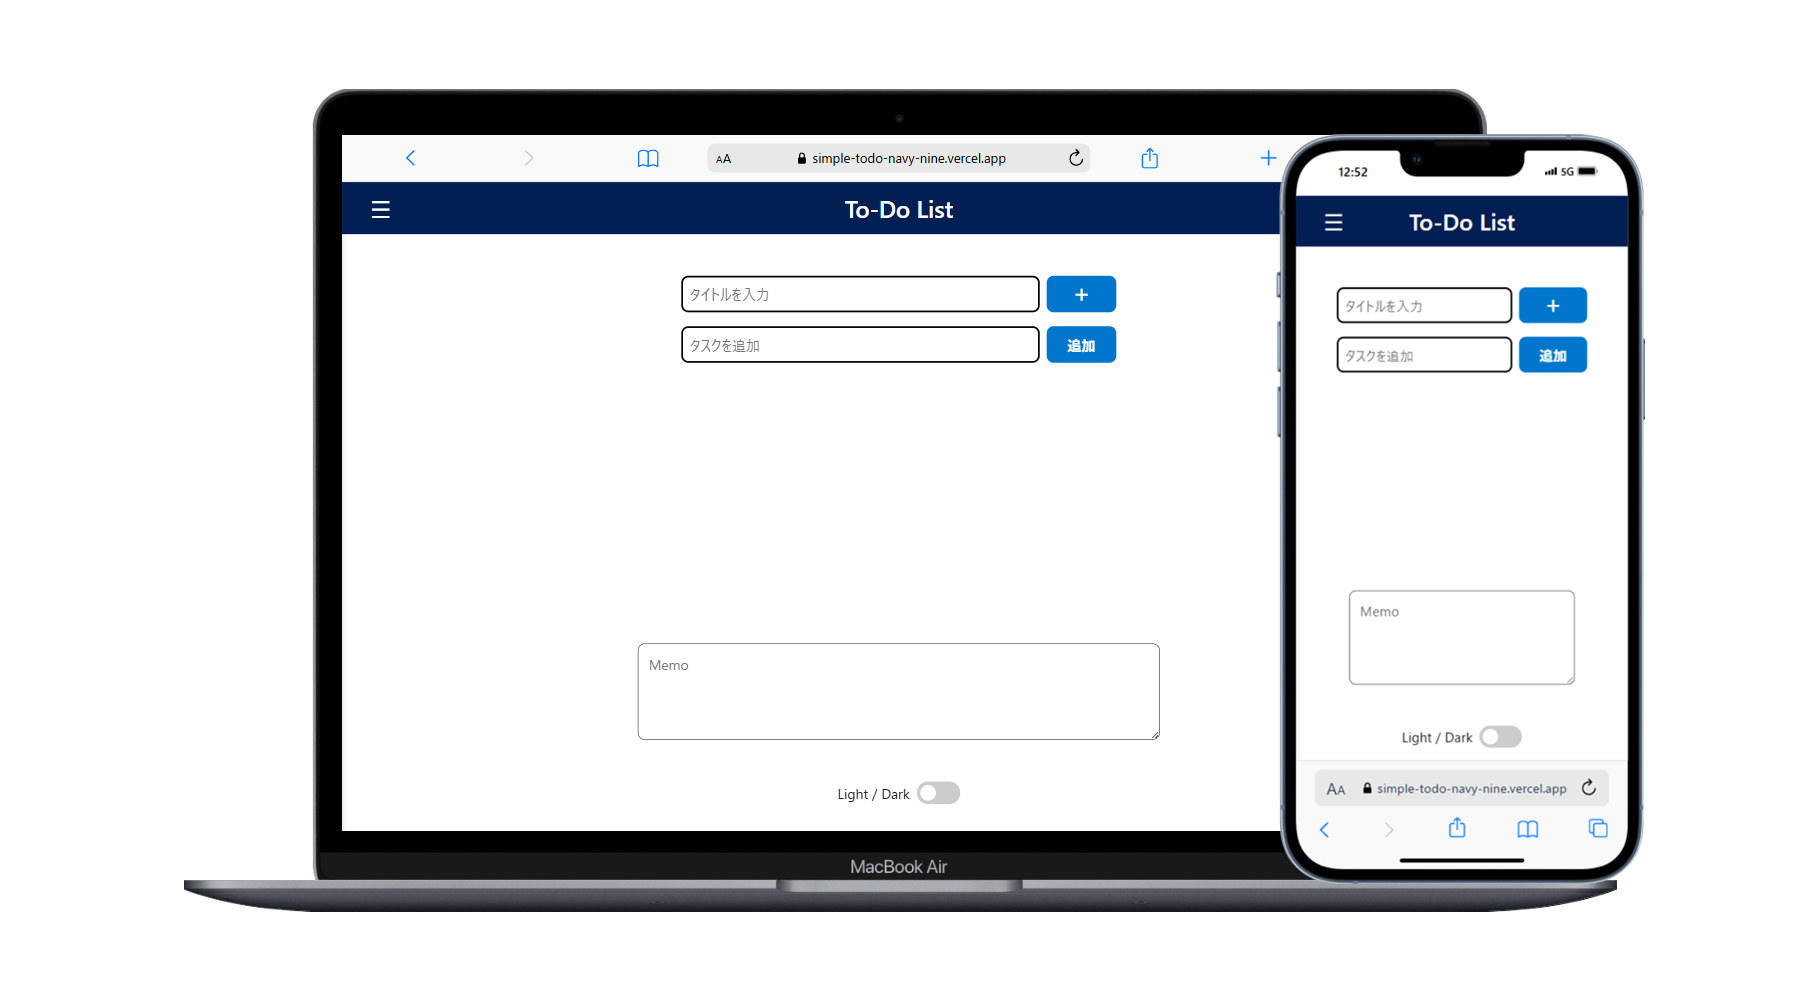 AA simple-todo-navy-nine.vercel.app
To-Do List
タイトルを入力 +
タスクを追加 追加
Memo
Light / Dark
MacBook Air
12:52 5G
To-Do List
タイトルを入力 +
タスクを追加 追加
Memo
Light / Dark
AA simple-todo-navy-nine.vercel.app